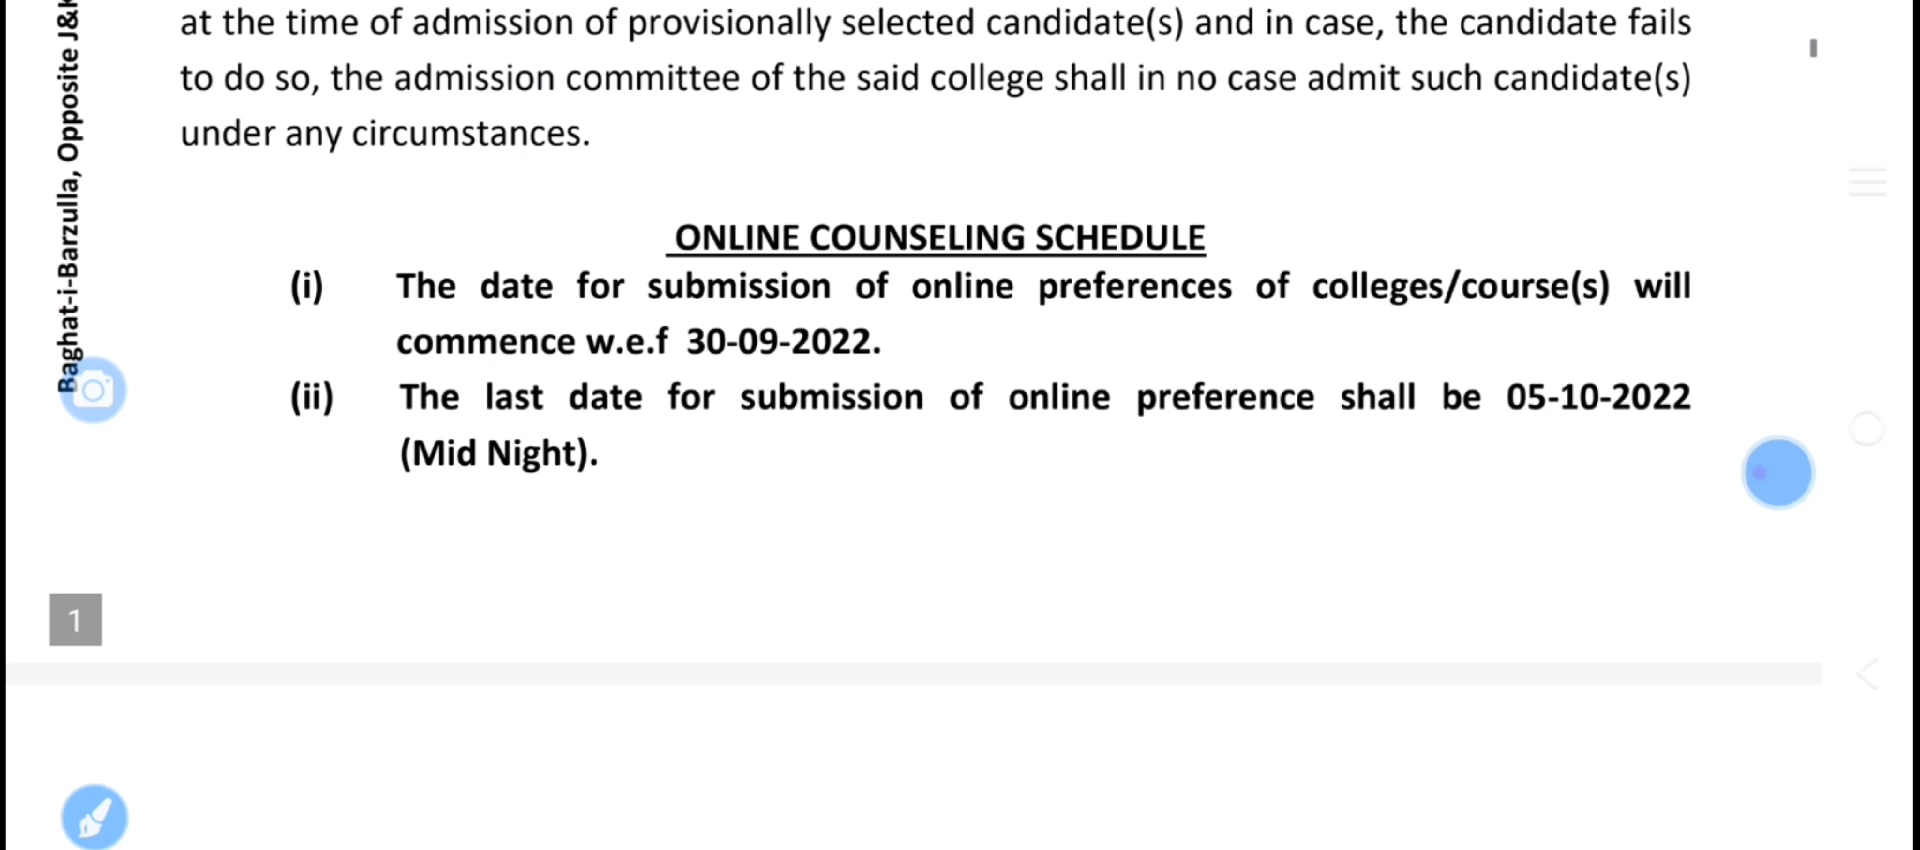 at the time of admission of provisionally selected candidate(s) and in case, the candidate fails
to do so, the admission committee of the said college shall in no case admit such candidate(s)
under any circumstances.
ONLINE COUNSELING SCHEDULE
(i) The date for submission of online preferences of colleges/course(s) will
commence w.e.f 30-09-2022.
(ii) The last date for submission of online preference shall be 05-10-2022
(Mid Night).
Baghat-i-Barzulla, Opposite J&K
1